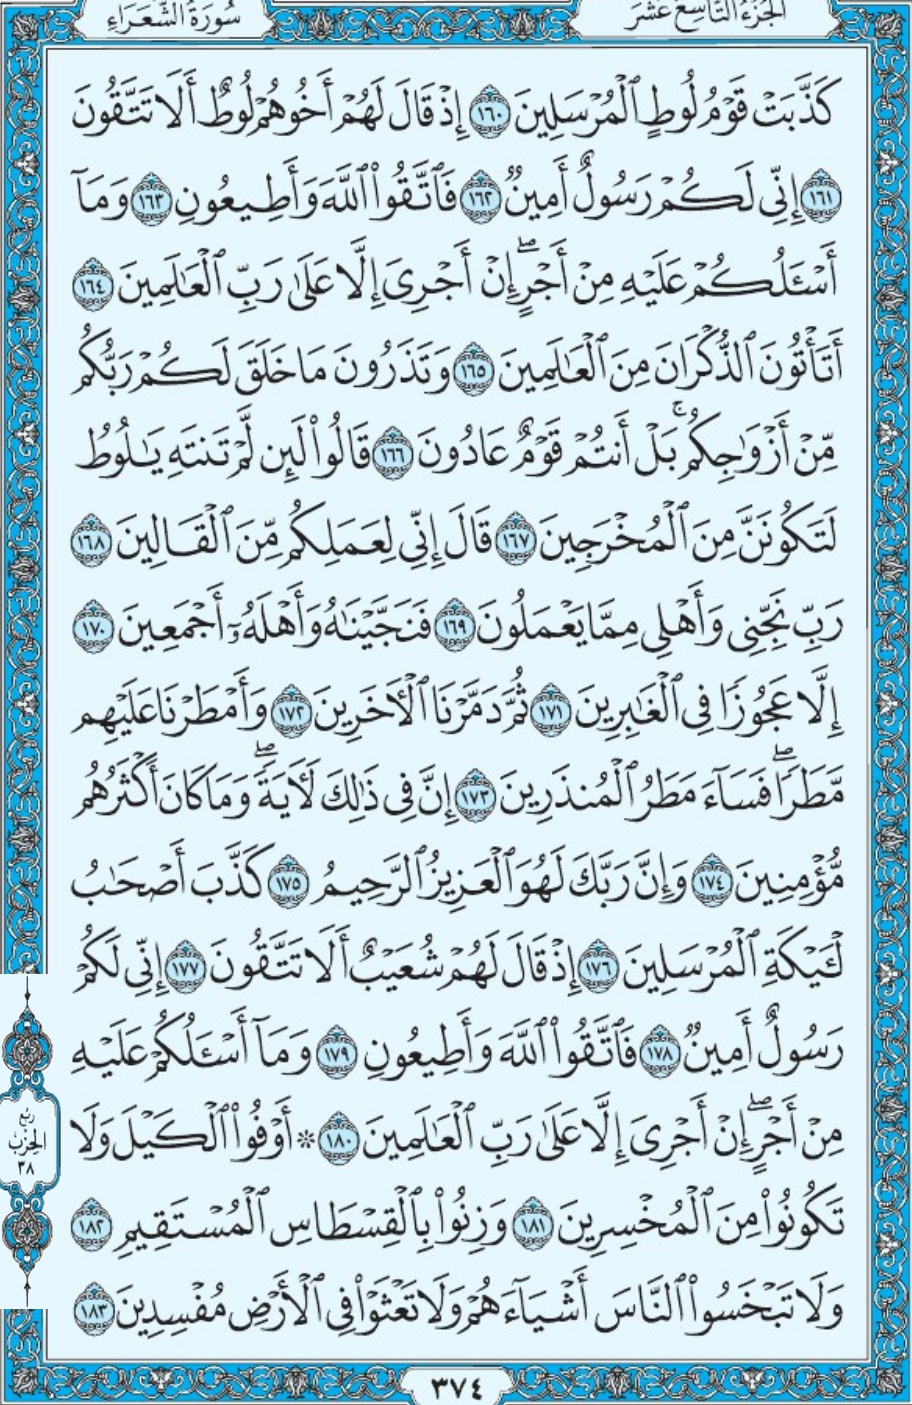 الجُزءُ التَّاسِعَ عَشَرَ
سُورَةُ الشُّعَرَاءِ
كَذَّبَتۡ قَوۡمُ لُوطٍ ٱلۡمُرۡسَلِينَ ١٦٠ إِذۡ قَالَ لَهُمۡ أَخُوهُمۡ لُوطٌ أَلَا تَتَّقُونَ
١٦١ إِنِّي لَكُمۡ رَسُولٌ أَمِينٞ ١٦٢ فَٱتَّقُواْ ٱللَّهَ وَأَطِيعُونِ ١٦٣ وَمَآ
أَسۡـَٔلُكُمۡ عَلَيۡهِ مِنۡ أَجۡرٍۖ إِنۡ أَجۡرِيَ إِلَّا عَلَىٰ رَبِّ ٱلۡعَٰلَمِينَ ١٦٤
أَتَأۡتُونَ ٱلذُّكۡرَانَ مِنَ ٱلۡعَٰلَمِينَ ١٦٥ وَتَذَرُونَ مَا خَلَقَ لَكُمۡ رَبُّكُم
مِّنۡ أَزۡوَٰجِكُمۚ بَلۡ أَنتُمۡ قَوۡمٌ عَادُونَ ١٦٦ قَالُواْ لَئِن لَّمۡ تَنتَهِ يَٰلُوطُ
لَتَكُونَنَّ مِنَ ٱلۡمُخۡرَجِينَ ١٦٧ قَالَ إِنِّي لِعَمَلِكُم مِّنَ ٱلۡقَالِينَ ١٦٨
رَبِّ نَجِّنِي وَأَهۡلِي مِمَّا يَعۡمَلُونَ ١٦٩ فَنَجَّيۡنَٰهُ وَأَهۡلَهُۥٓ أَجۡمَعِينَ ١٧٠
إِلَّا عَجُوزٗا فِي ٱلۡغَٰبِرِينَ ١٧١ ثُمَّ دَمَّرۡنَا ٱلۡأٓخَرِينَ ١٧٢ وَأَمۡطَرۡنَا عَلَيۡهِم
مَّطَرٗاۖ فَسَآءَ مَطَرُ ٱلۡمُنذَرِينَ ١٧٣ إِنَّ فِي ذَٰلِكَ لَأٓيَةٗۖ وَمَا كَانَ أَكۡثَرُهُم
مُّؤۡمِنِينَ ١٧٤ وَإِنَّ رَبَّكَ لَهُوَ ٱلۡعَزِيزُ ٱلرَّحِيمُ ١٧٥ كَذَّبَ أَصۡحَٰبُ
لۡـَٔيۡكَةِ ٱلۡمُرۡسَلِينَ ١٧٦ إِذۡ قَالَ لَهُمۡ شُعَيۡبٌ أَلَا تَتَّقُونَ ١٧٧ إِنِّي لَكُمۡ
رَسُولٌ أَمِينٞ ١٧٨ فَٱتَّقُواْ ٱللَّهَ وَأَطِيعُونِ ١٧٩ وَمَآ أَسۡـَٔلُكُمۡ عَلَيۡهِ
مِنۡ أَجۡرٍۖ إِنۡ أَجۡرِيَ إِلَّا عَلَىٰ رَبِّ ٱلۡعَٰلَمِينَ ١٨٠ * أَوۡفُواْ ٱلۡكَيۡلَ وَلَا
تَكُونُواْ مِنَ ٱلۡمُخۡسِرِينَ ١٨١ وَزِنُواْ بِٱلۡقِسۡطَاسِ ٱلۡمُسۡتَقِيمِ ١٨٢
وَلَا تَبۡخَسُواْ ٱلنَّاسَ أَشۡيَآءَهُمۡ وَلَا تَعۡثَوۡاْ فِي ٱلۡأَرۡضِ مُفۡسِدِينَ ١٨٣
ربع
الحزب
٣٨
٣٧٤